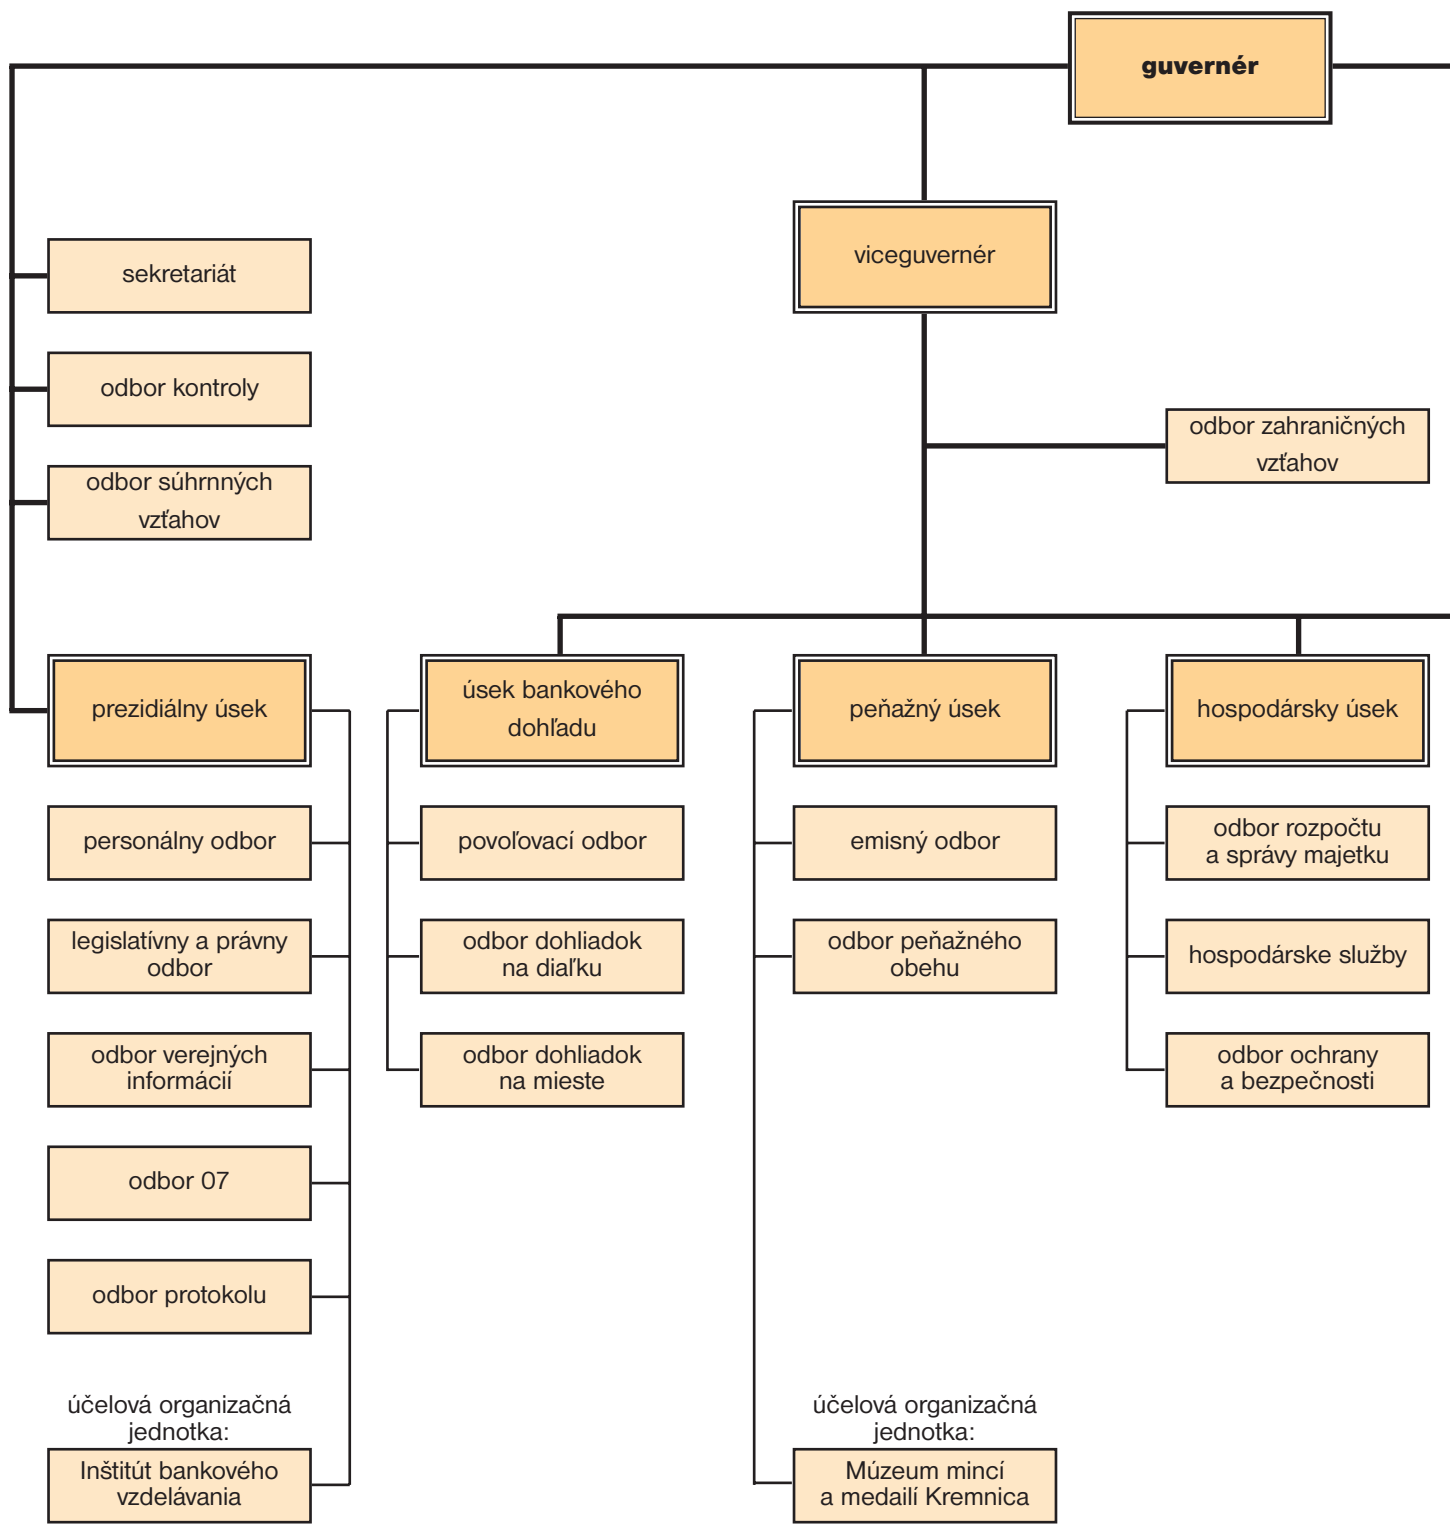 guvernér
viceguvernér
sekretariát
odbor kontroly
odbor súhrnných
vzťahov
odbor zahraničných
vzťahov
prezidiálny úsek
personálny odbor
legislatívny a právny
odbor
odbor verejných
informácií
odbor 07
odbor protokolu
účelová organizačná
jednotka:
Inštitút bankového
vzdelávania
úsek bankového
dohľadu
povoľovací odbor
odbor dohliadok
na diaľku
odbor dohliadok
na mieste
peňažný úsek
emisný odbor
odbor peňažného
obehu
účelová organizačná
jednotka:
Múzeum mincí
a medailí Kremnica
hospodársky úsek
odbor rozpočtu
a správy majetku
hospodárske služby
odbor ochrany
a bezpečnosti